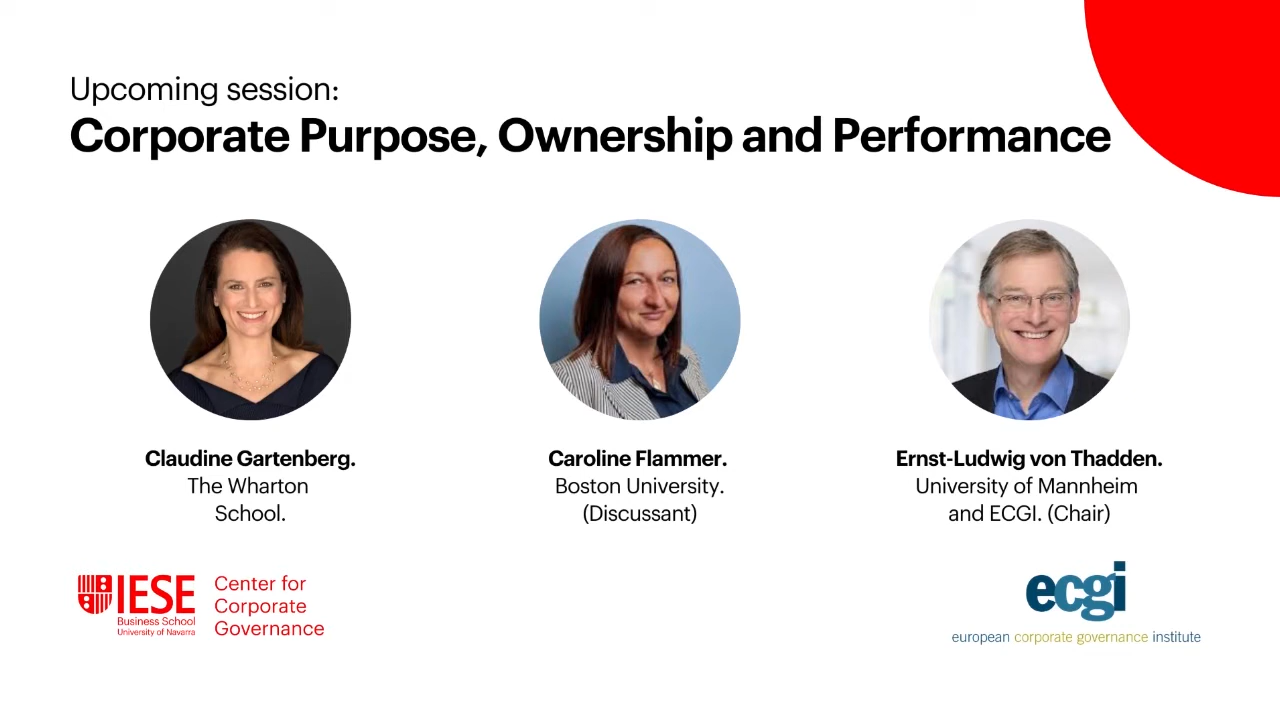 Upcoming session:
Corporate Purpose, Ownership and Performance
Claudine Gartenberg.
The Wharton
School.
Caroline Flammer.
Boston University.
(Discussant)
Ernst-Ludwig von Thadden.
University of Mannheim
and ECGI. (Chair)
IESE
Business School
University of Navarra
Center for
Corporate
Governance
ecgi
european corporate governance institute